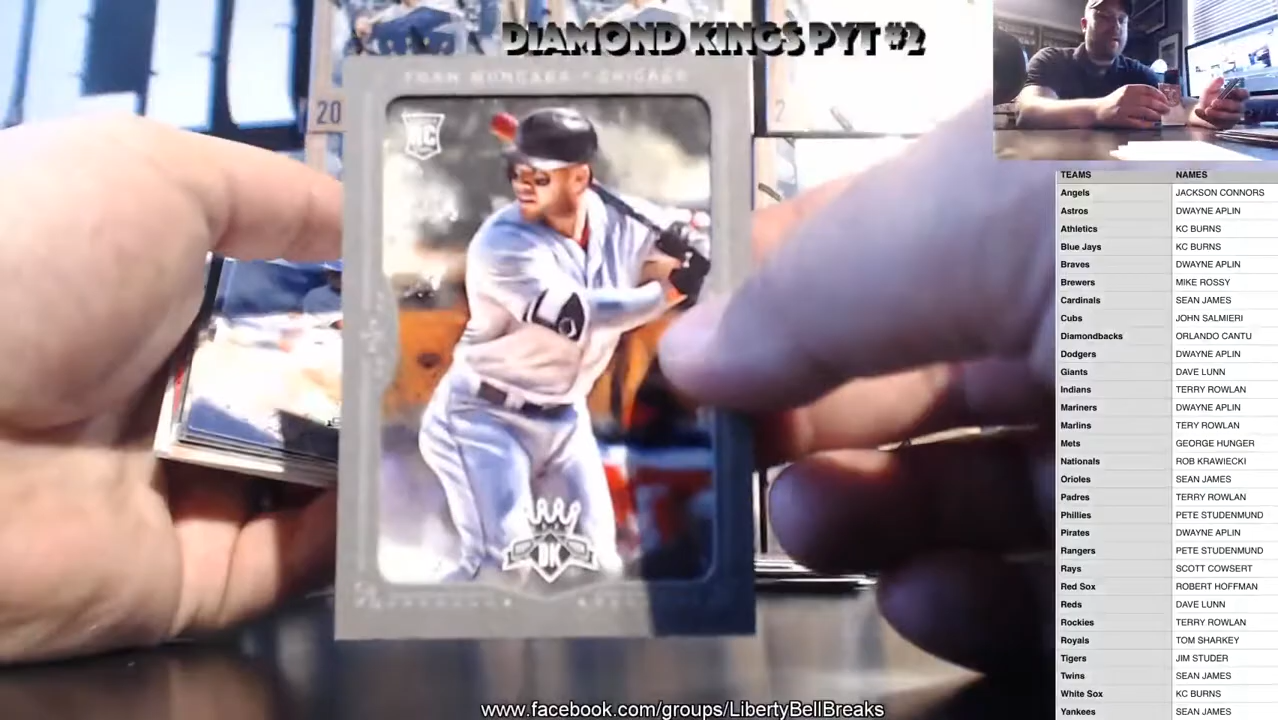 DIAMOND KINGS PYT #2
YOAN MONCADA • CHICAGO
RC
20
2
DK
TEAMS NAMES
Angels JACKSON CONNORS
Astros DWAYNE APLIN
Athletics KC BURNS
Blue Jays KC BURNS
Braves DWAYNE APLIN
Brewers MIKE ROSSY
Cardinals SEAN JAMES
Cubs JOHN SALMIERI
Diamondbacks ORLANDO CANTU
Dodgers DWAYNE APLIN
Giants DAVE LUNN
Indians TERRY ROWLAN
Mariners DWAYNE APLIN
Marlins TERY ROWLAN
Mets GEORGE HUNGER
Nationals ROB KRAWIECKI
Orioles SEAN JAMES
Padres TERRY ROWLAN
Phillies PETE STUDENMUND
Pirates DWAYNE APLIN
Rangers PETE STUDENMUND
Rays SCOTT COWSERT
Red Sox ROBERT HOFFMAN
Reds DAVE LUNN
Rockies TERRY ROWLAN
Royals TOM SHARKEY
Tigers JIM STUDER
Twins SEAN JAMES
White Sox KC BURNS
Yankees SEAN JAMES
www.facebook.com/groups/LibertyBellBreaks